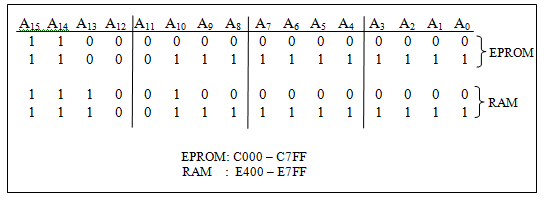 A15 A14 A13 A12 A11 A10 A9 A8 A7 A6 A5 A4 A3 A2 A1 A0
1 1 0 0 0 0 0 0 0 0 0 0 0 0 0 0
EPROM
1 1 0 0 0 1 1 1 1 1 1 1 1 1 1 1
1 1 1 0 0 1 0 0 0 0 0 0 0 0 0 0
RAM
1 1 1 0 0 1 1 1 1 1 1 1 1 1 1 1
EPROM: C000 – C7FF
RAM : E400 – E7FF